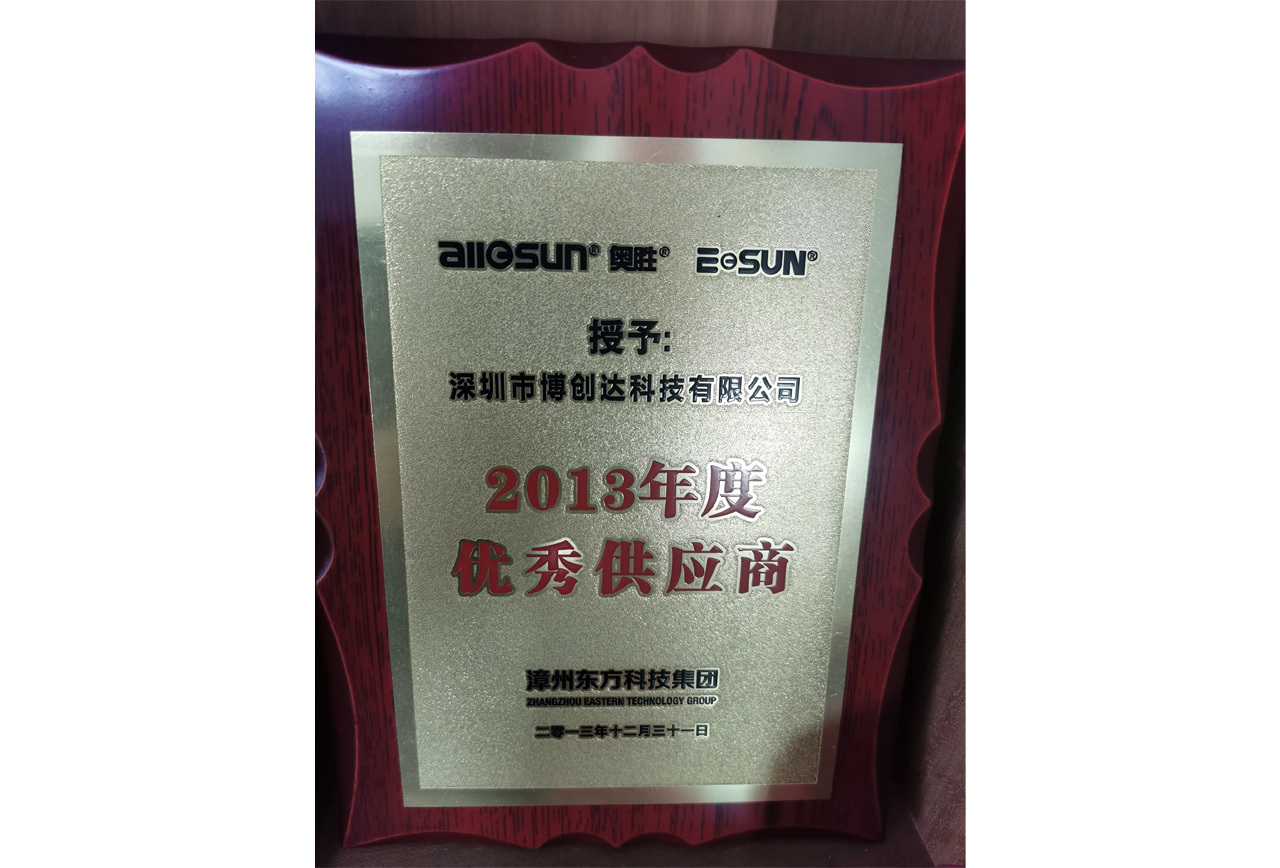 allesun® 奥胜® E·SUN®
授予:
深圳市博创达科技有限公司
2013年度
优秀供应商
漳州东方科技集团
ZHANGZHOU EASTERN TECHNOLOGY GROUP
二零一三年十二月三十一日